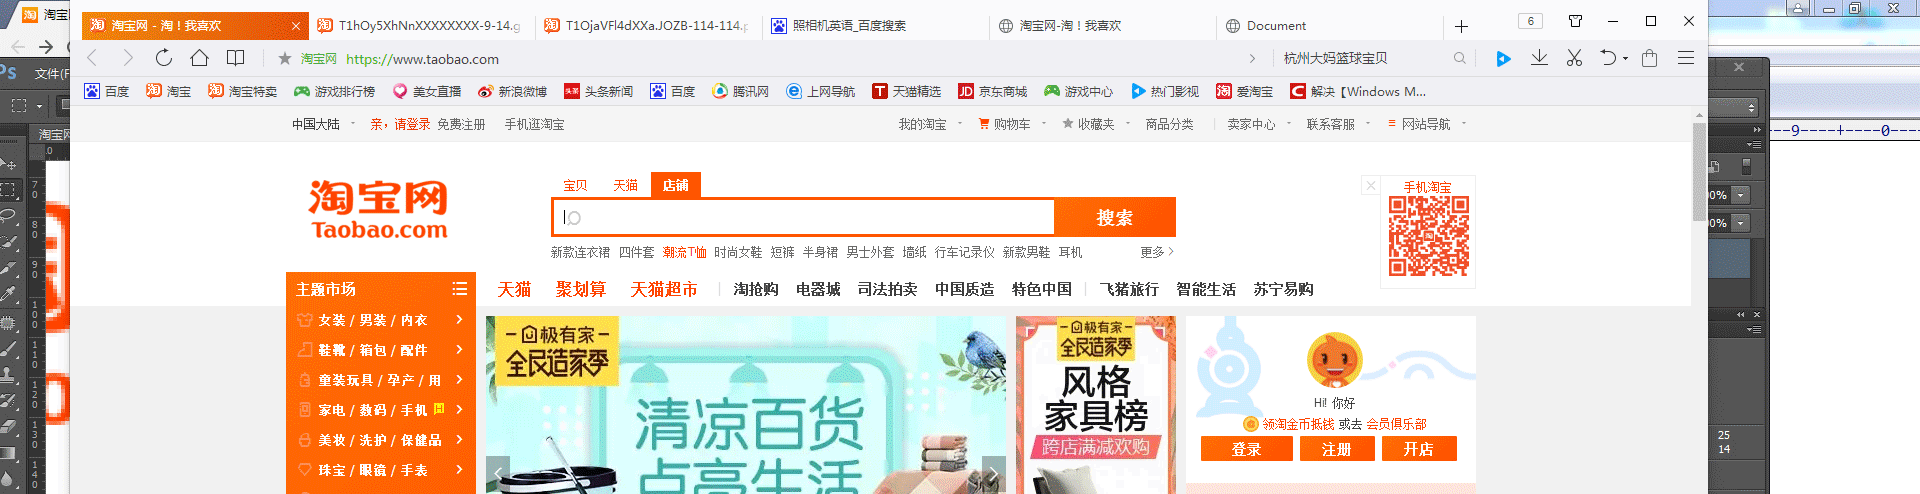 淘宝网 - 淘！我喜欢
T1hOy5XhNnXXXXXXXX-9-14.g
T1OjaVFl4dXXa.JOZB-114-114.p
照相机英语_百度搜索
淘宝网-淘！我喜欢
Document
6
淘宝网 https://www.taobao.com
杭州大妈篮球宝贝
文件(F
百度 淘宝 淘宝特卖 游戏排行榜 美女直播 新浪微博 头条新闻 百度 腾讯网 上网导航 天猫精选 京东商城 游戏中心 热门影视 爱淘宝 解决【Windows M...
中国大陆 亲，请登录 免费注册 手机逛淘宝
我的淘宝 购物车 收藏夹 商品分类 卖家中心 联系客服 网站导航
---9----+----0---
宝贝 天猫 店铺
手机淘宝
淘宝网
Taobao.com
搜索
新款连衣裙 四件套 潮流T恤 时尚女鞋 短裤 半身裙 男士外套 墙纸 行车记录仪 新款男鞋 耳机 更多
主题市场
天猫 聚划算 天猫超市 淘抢购 电器城 司法拍卖 中国质造 特色中国 飞猪旅行 智能生活 苏宁易购
女装 / 男装 / 内衣
鞋靴 / 箱包 / 配件
童装玩具 / 孕产 / 用
家电 / 数码 / 手机
美妆 / 洗护 / 保健品
珠宝 / 眼镜 / 手表
极有家
全民造家季
清凉百货
点高生活
极有家
全民造家季
风格
家具榜
跨店满减欢购
Hi! 你好
领淘金币抵钱 或去 会员俱乐部
登录 注册 开店
25
14